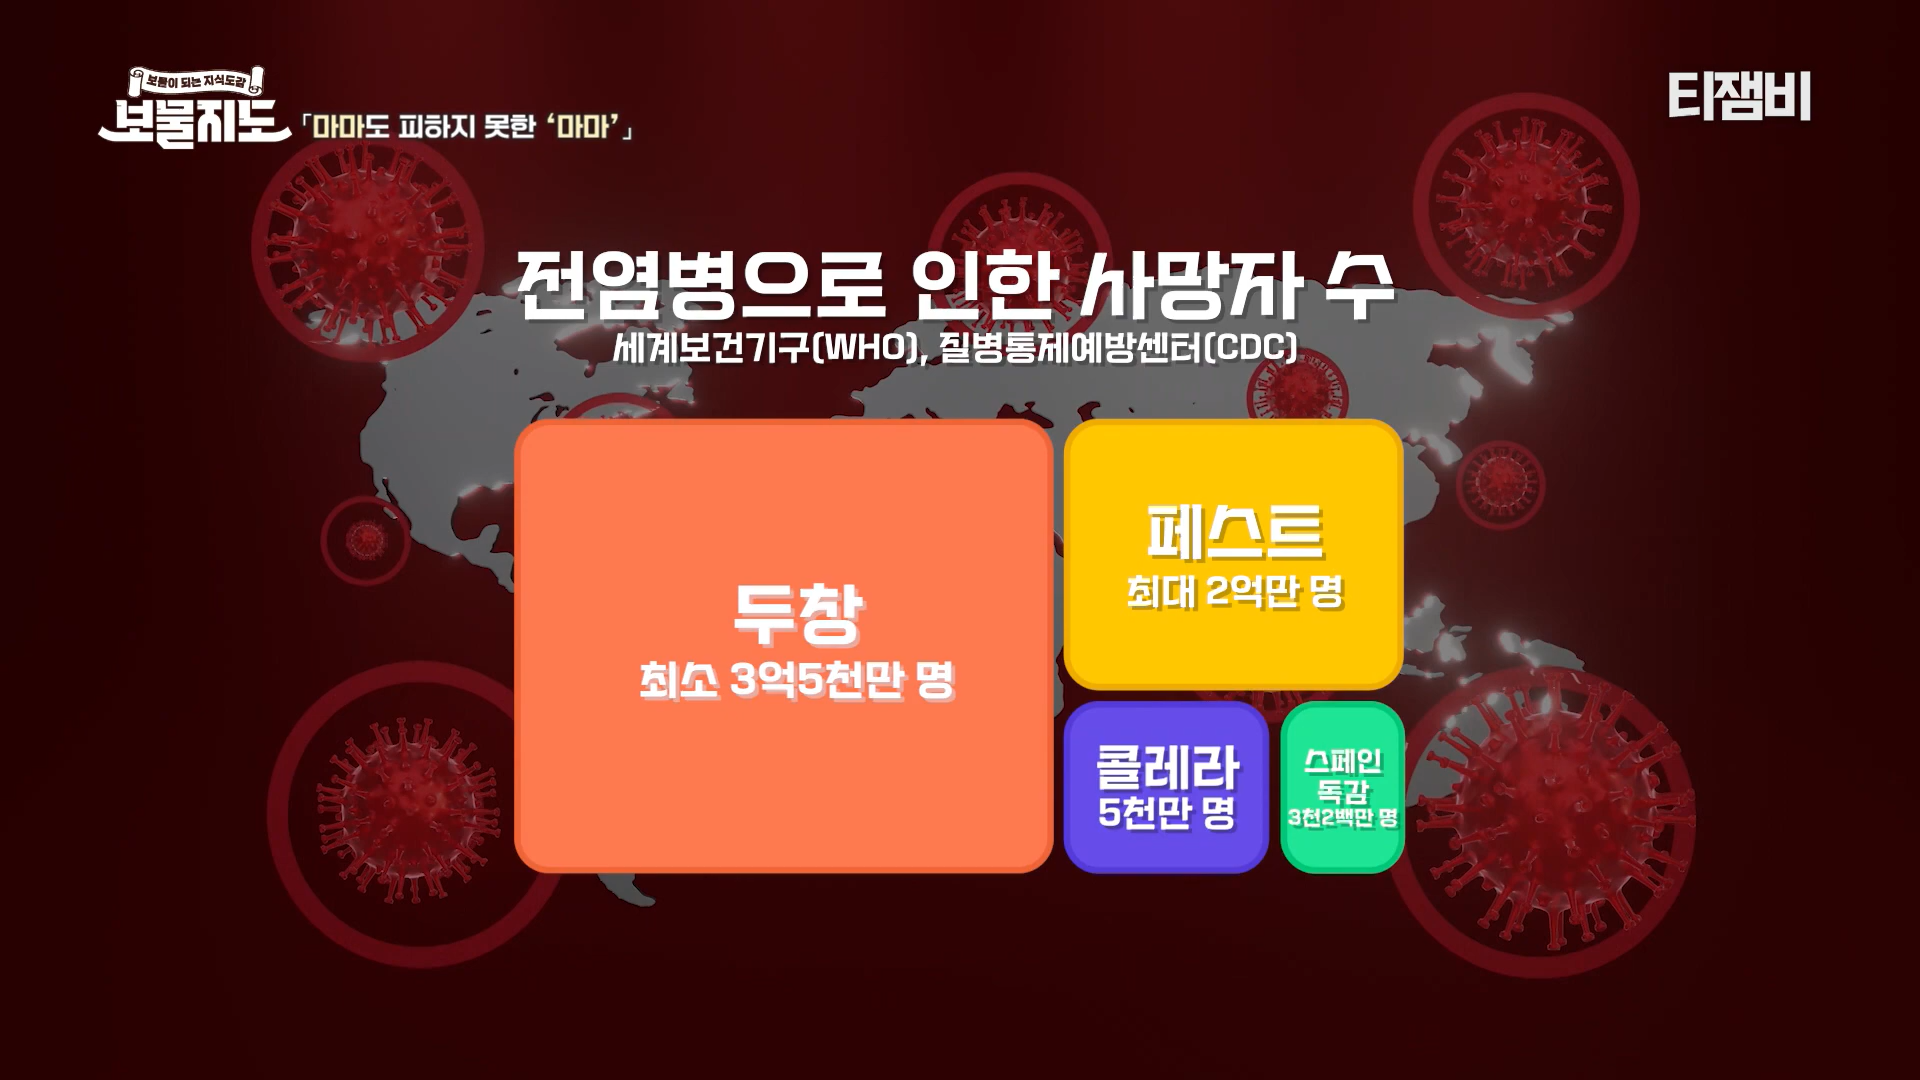 보물이 되는 지식도감
보물지도
「마마도 피하지 못한 ‘마마’」
티잼비
전염병으로 인한 사망자 수
세계보건기구(WHO), 질병통제예방센터(CDC)
두창
최소 3억5천만 명
페스트
최대 2억만 명
콜레라
5천만 명
스페인
독감
3천2백만 명